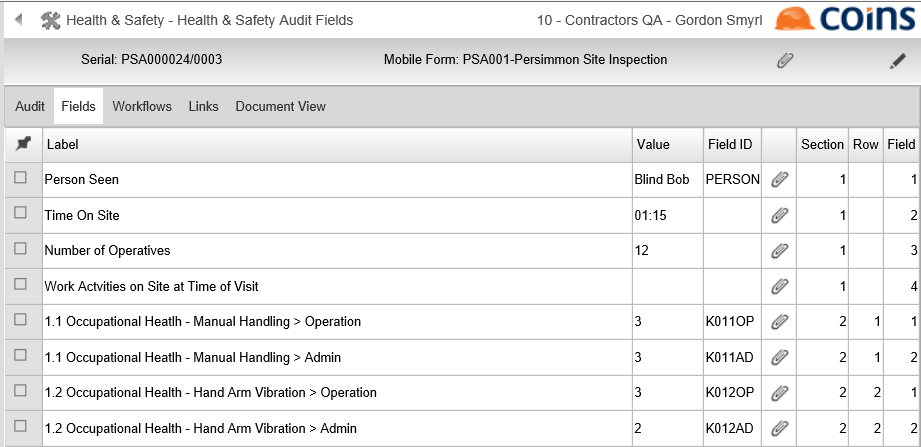 Health & Safety - Health & Safety Audit Fields 10 - Contractors QA - Gordon Smyrl coins
Serial: PSA000024/0003 Mobile Form: PSA001-Persimmon Site Inspection
Audit Fields Workflows Links Document View
Label Value Field ID Section Row Field
Person Seen Blind Bob PERSON 1 1
Time On Site 01:15 1 2
Number of Operatives 12 1 3
Work Actvities on Site at Time of Visit 1 4
1.1 Occupational Heatlh - Manual Handling > Operation 3 K011OP 2 1 1
1.1 Occupational Heatlh - Manual Handling > Admin 3 K011AD 2 1 2
1.2 Occupational Health - Hand Arm Vibration > Operation 3 K012OP 2 2 1
1.2 Occupational Health - Hand Arm Vibration > Admin 2 K012AD 2 2 2